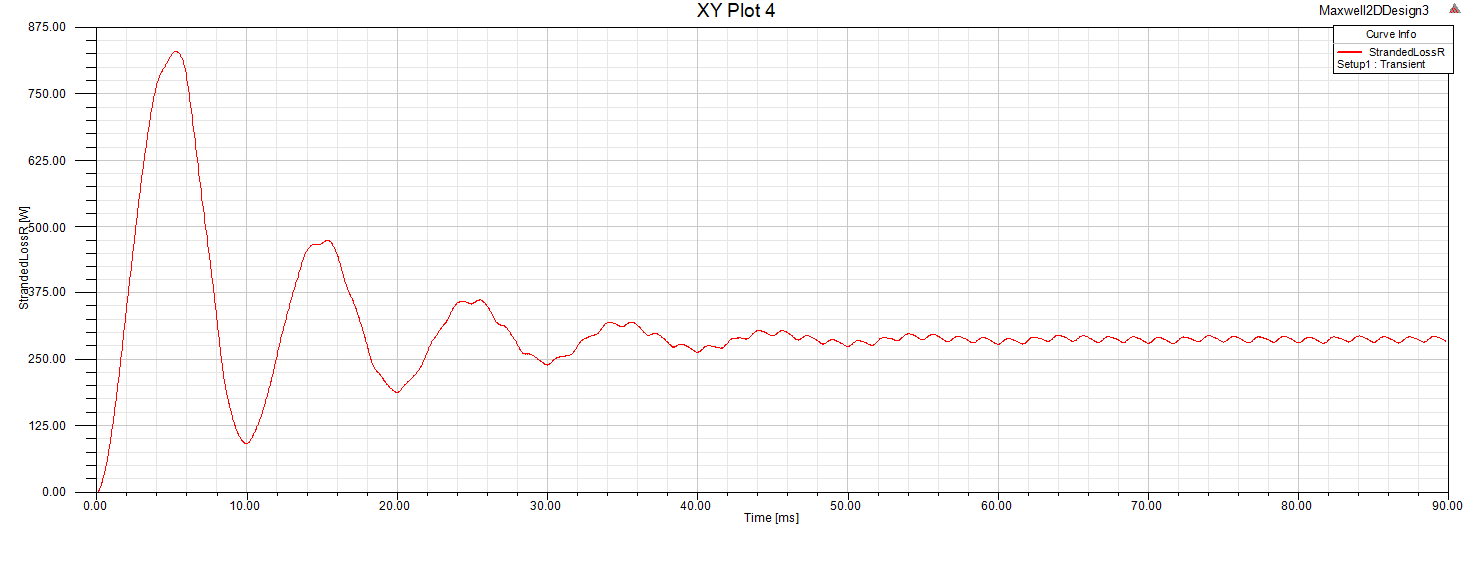 XY Plot 4
Maxwell2DDesign3
Curve Info
StrandedLossR
Setup1 : Transient
875.00
750.00
625.00
500.00
375.00
250.00
125.00
0.00
StrandedLossR [W]
0.00 10.00 20.00 30.00 40.00 50.00 60.00 70.00 80.00 90.00
Time [ms]